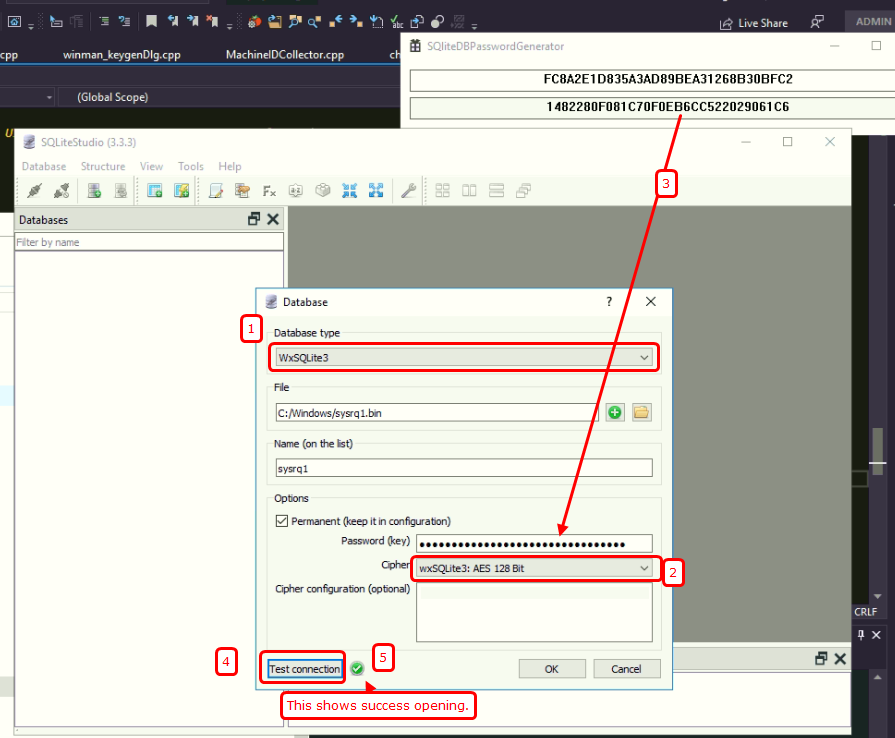 Live Share
ADMIN
cpp
winman_keygenDlg.cpp
MachineIDCollector.cpp
ch
SQliteDBPasswordGenerator
(Global Scope)
FC8A2E1D835A3AD89BEA31268B30BFC2
1482280F081C70F0EB6CC522029061C6
U
SQLiteStudio (3.3.3)
Database Structure View Tools Help
3
Databases
Filter by name
Database
?
1
Database type
WxSQLite3
File
C:/Windows/sysrq1.bin
Name (on the list)
sysrq1
Options
Permanent (keep it in configuration)
Password (key)
Cipher
wxSQLite3: AES 128 Bit
2
Cipher configuration (optional)
CRLF
4
Test connection
5
OK
Cancel
This shows success opening.